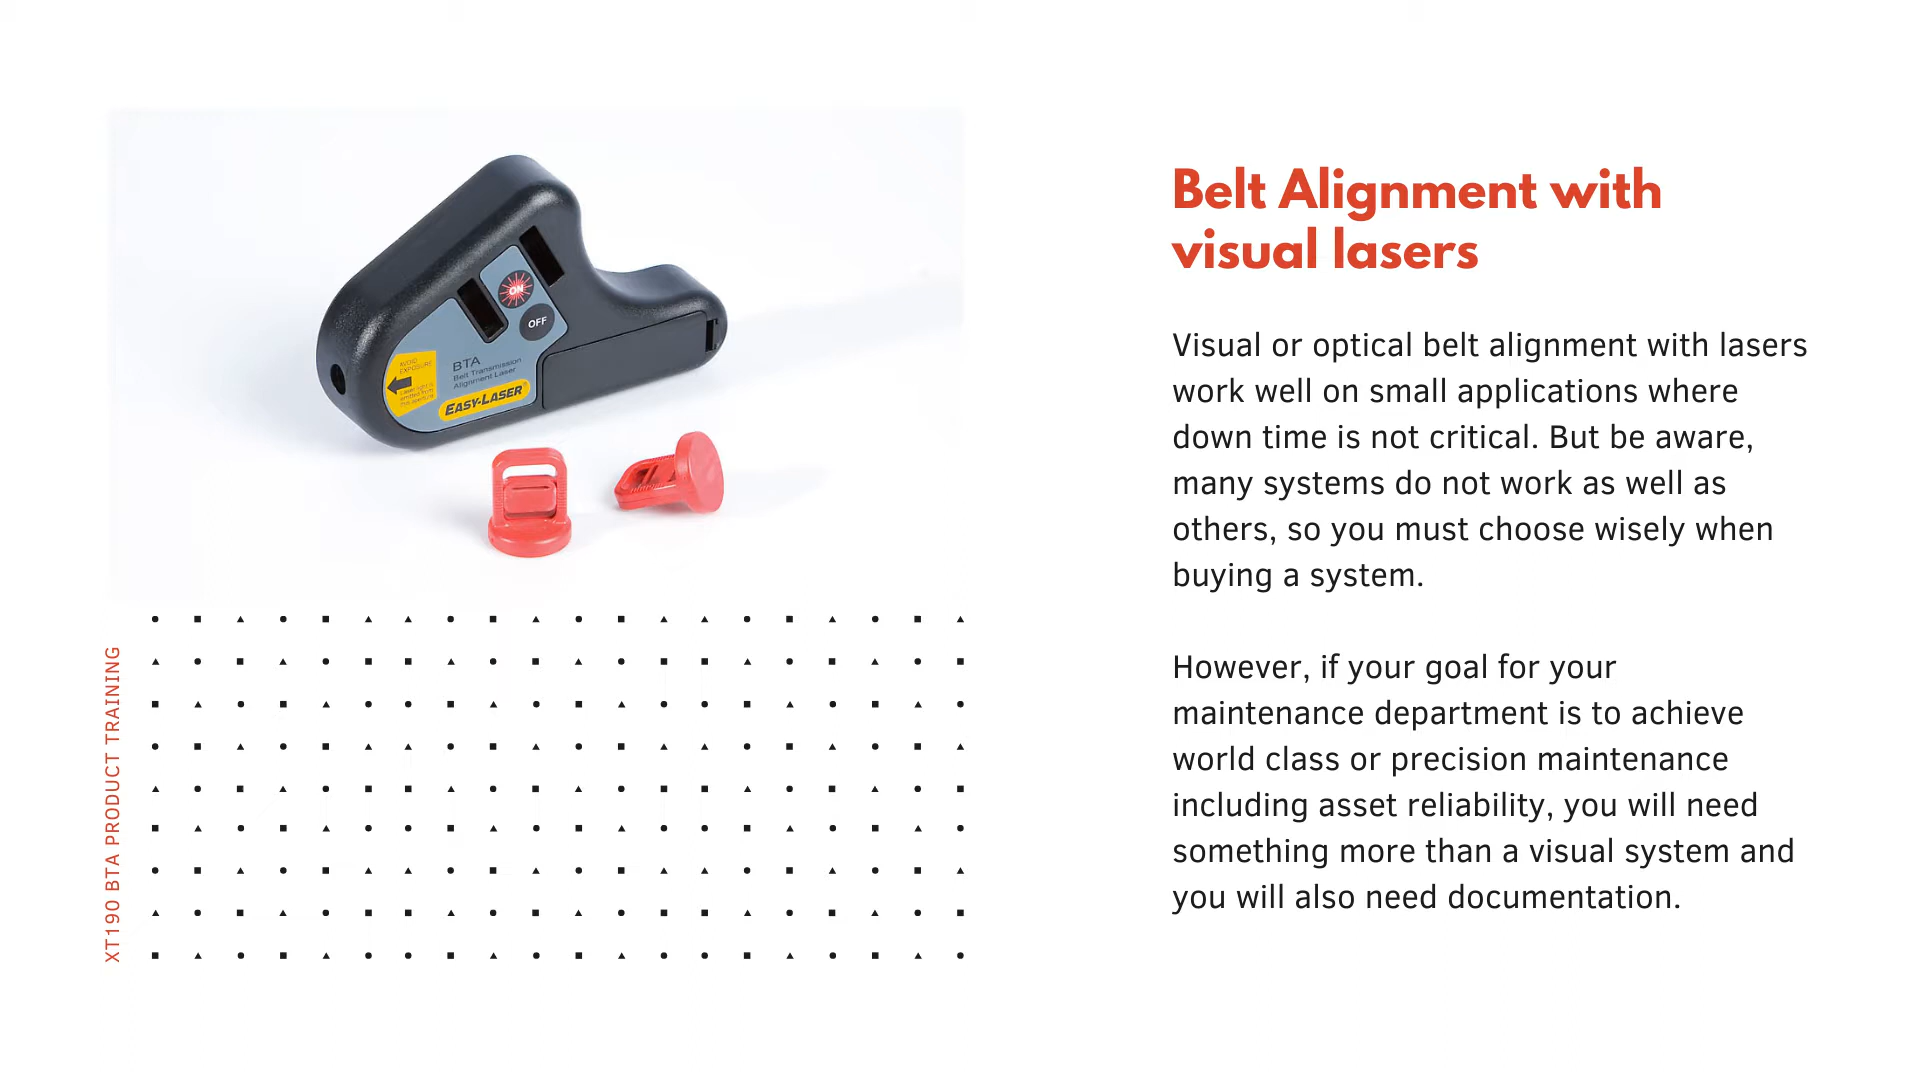 Belt Alignment with
visual lasers
Visual or optical belt alignment with lasers
work well on small applications where
down time is not critical. But be aware,
many systems do not work as well as
others, so you must choose wisely when
buying a system.
However, if your goal for your
maintenance department is to achieve
world class or precision maintenance
including asset reliability, you will need
something more than a visual system and
you will also need documentation.
XT190 BTA PRODUCT TRAINING
ON
OFF
AVOID
EXPOSURE
BTA
Belt Transmission
Alignment Laser
EASY-LASER